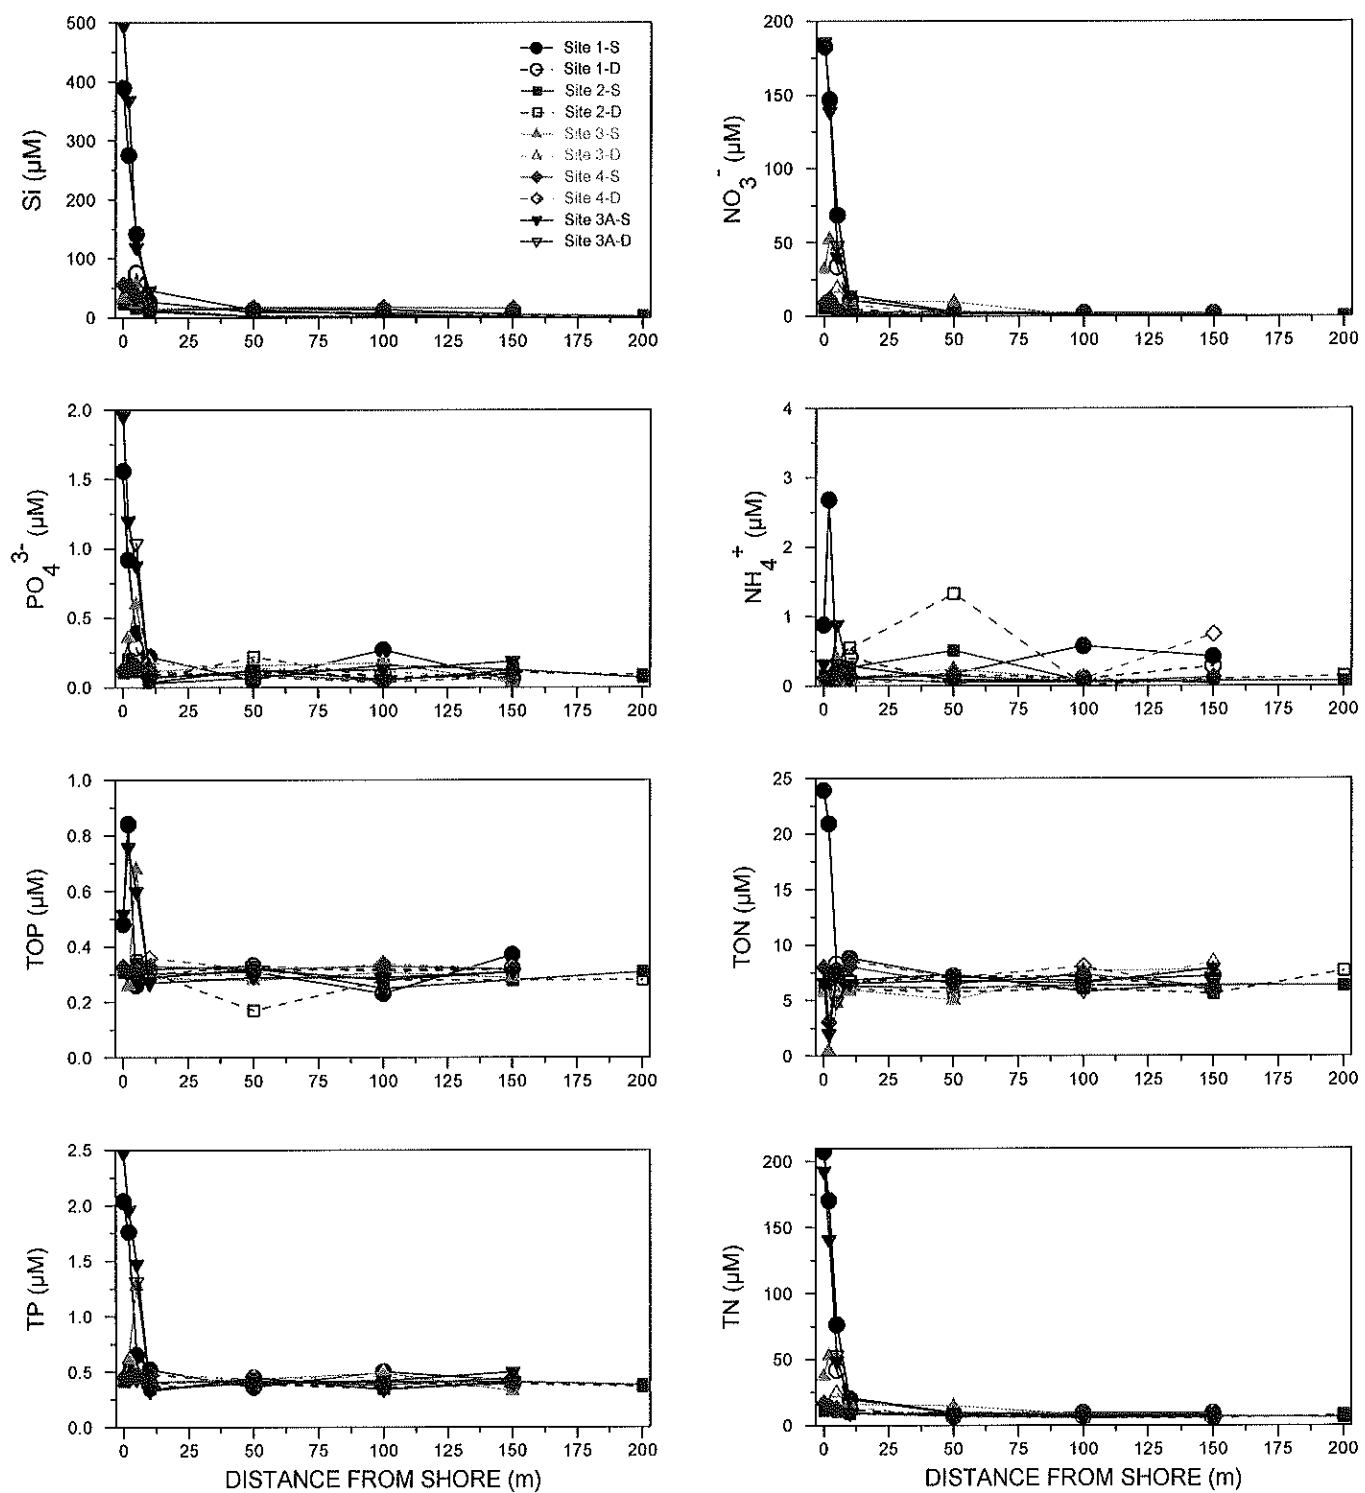 500
400
300
200
100
0
Si (µM)
0 25 50 75 100 125 150 175 200
Site 1-S
Site 1-D
Site 2-S
Site 2-D
Site 3-S
Site 3-D
Site 4-S
Site 4-D
Site 3A-S
Site 3A-D
200
150
100
50
0
NO3- (µM)
0 25 50 75 100 125 150 175 200
2.0
1.5
1.0
0.5
0.0
PO4 3- (µM)
0 25 50 75 100 125 150 175 200
4
3
2
1
0
NH4+ (µM)
0 25 50 75 100 125 150 175 200
1.0
0.8
0.6
0.4
0.2
0.0
TOP (µM)
0 25 50 75 100 125 150 175 200
25
20
15
10
5
0
TON (µM)
0 25 50 75 100 125 150 175 200
2.5
2.0
1.5
1.0
0.5
0.0
TP (µM)
0 25 50 75 100 125 150 175 200
DISTANCE FROM SHORE (m)
200
150
100
50
0
TN (µM)
0 25 50 75 100 125 150 175 200
DISTANCE FROM SHORE (m)